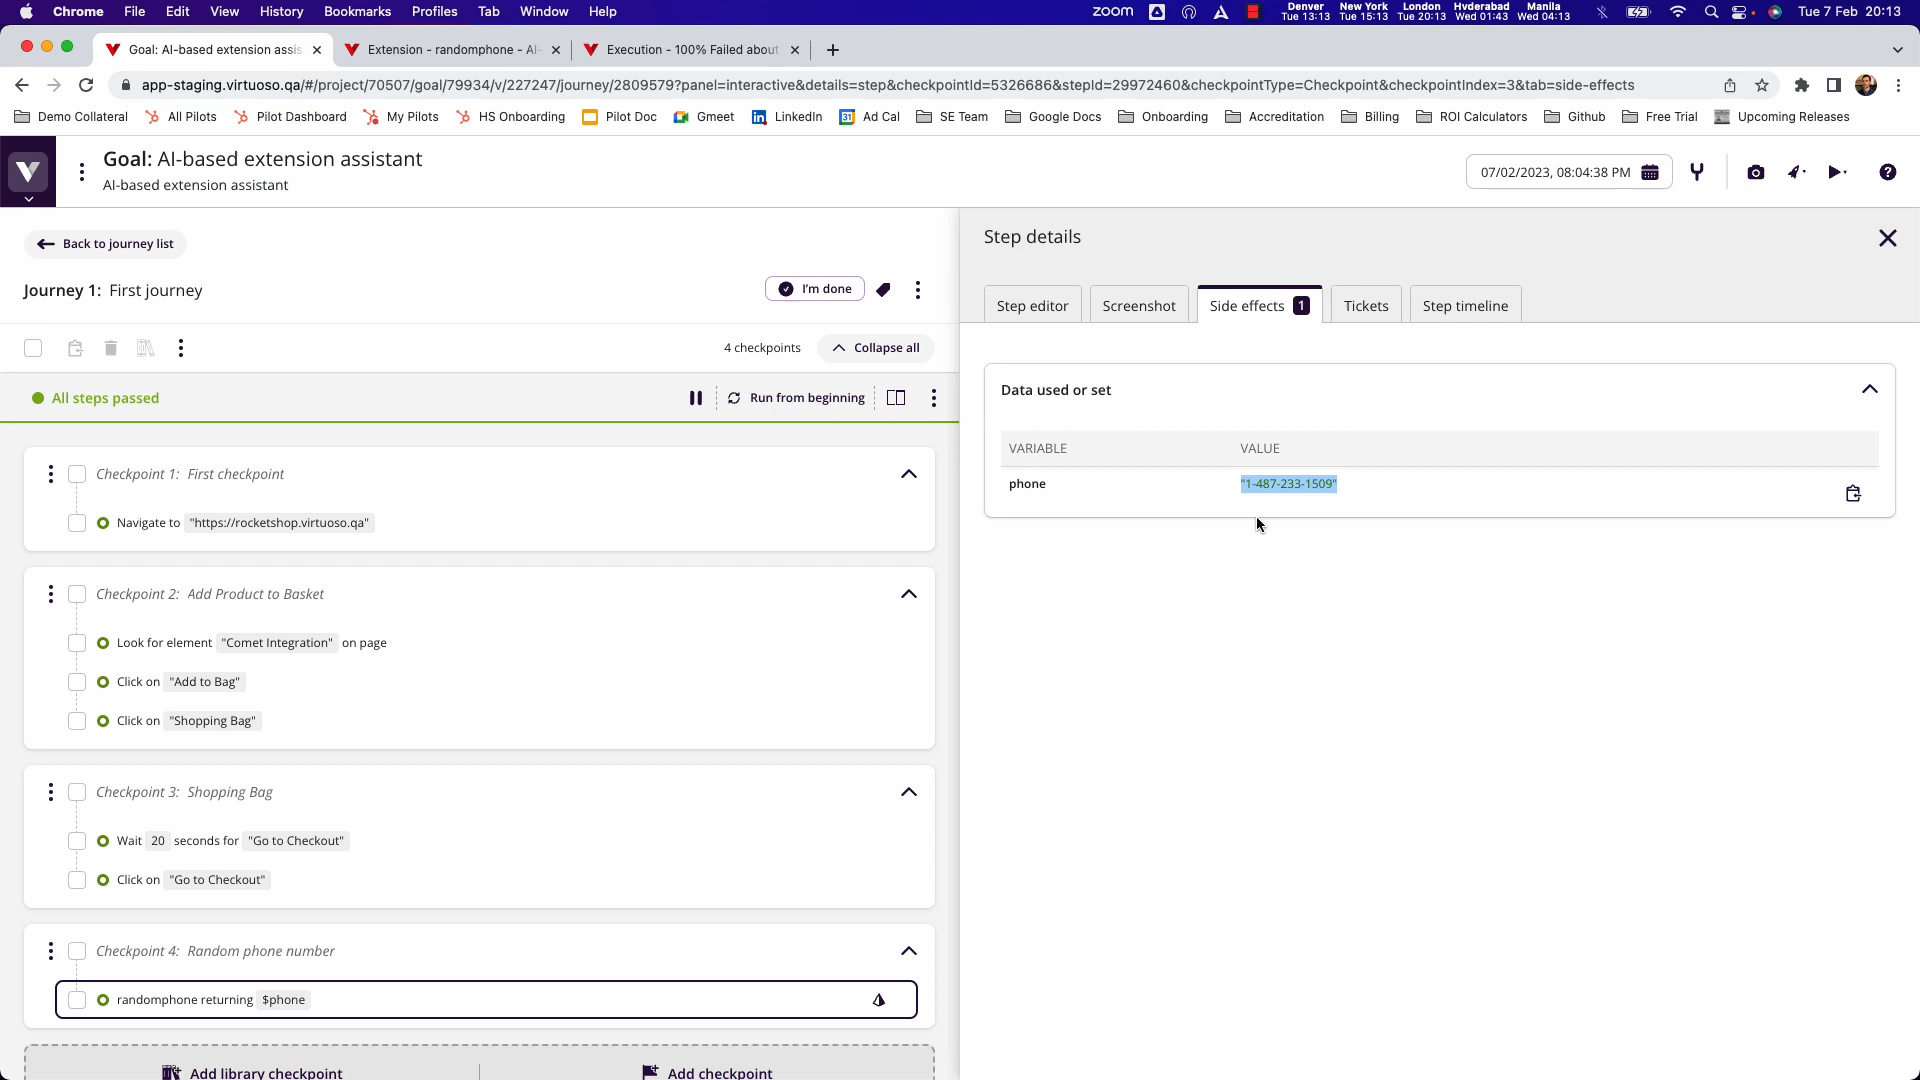 Chrome File Edit View History Bookmarks Profiles Tab Window Help
zoom
Denver Tue 13:13
New York Tue 15:13
London Tue 20:13
Hyderabad Wed 01:43
Manila Wed 04:13
Tue 7 Feb 20:13
Goal: AI-based extension assis
Extension - randomphone - AI-
Execution - 100% Failed about
app-staging.virtuoso.qa/#/project/70507/goal/79934/v/227247/journey/2809579?panel=interactive&details=step&checkpointId=5326686&stepId=29972460&checkpointType=Checkpoint&checkpointIndex=3&tab=side-effects
Demo Collateral All Pilots Pilot Dashboard My Pilots HS Onboarding Pilot Doc Gmeet LinkedIn Ad Cal SE Team Google Docs Onboarding Accreditation Billing ROI Calculators Github Free Trial Upcoming Releases
Goal: AI-based extension assistant
AI-based extension assistant
07/02/2023, 08:04:38 PM
Back to journey list
Journey 1: First journey
I'm done
4 checkpoints
Collapse all
All steps passed
Run from beginning
Checkpoint 1: First checkpoint
Navigate to "https://rocketshop.virtuoso.qa"
Checkpoint 2: Add Product to Basket
Look for element "Comet Integration" on page
Click on "Add to Bag"
Click on "Shopping Bag"
Checkpoint 3: Shopping Bag
Wait 20 seconds for "Go to Checkout"
Click on "Go to Checkout"
Checkpoint 4: Random phone number
randomphone returning $phone
Add library checkpoint
Add checkpoint
Step details
Step editor
Screenshot
Side effects 1
Tickets
Step timeline
Data used or set
VARIABLE VALUE
phone "1-487-233-1509"